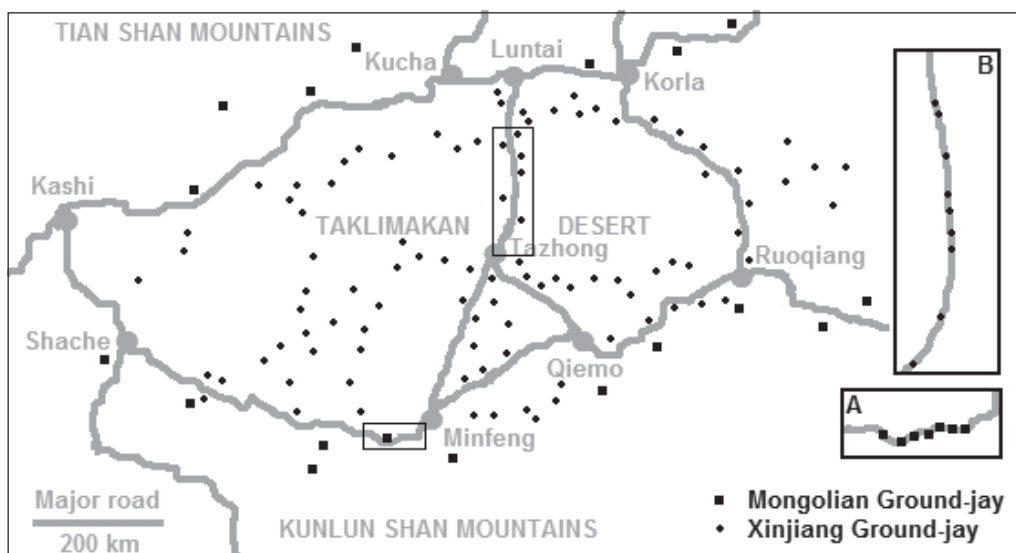 TIAN SHAN MOUNTAINS
Luntai
Kucha
Korla
B
Kashi
TAKLIMAKAN DESERT
Tazhong
Ruoqiang
Shache
Qiemo
A
Minfeng
Major road
200 km
KUNLUN SHAN MOUNTAINS
Mongolian Ground-jay
Xinjiang Ground-jay